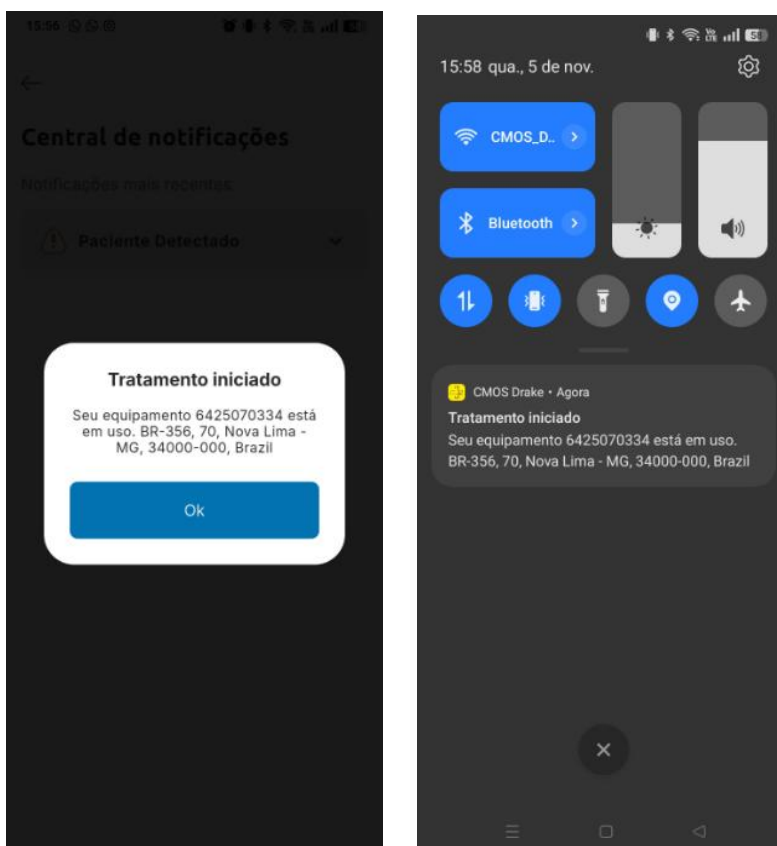 15:56
Central de notificações
Notificações mais recentes
Paciente Detectado
Tratamento iniciado
Seu equipamento 6425070334 está
em uso. BR-356, 70, Nova Lima -
MG, 34000-000, Brazil
Ok
15:58 qua., 5 de nov.
CMOS_D..
Bluetooth
CMOS Drake • Agora
Tratamento iniciado
Seu equipamento 6425070334 está em uso.
BR-356, 70, Nova Lima - MG, 34000-000, Brazil